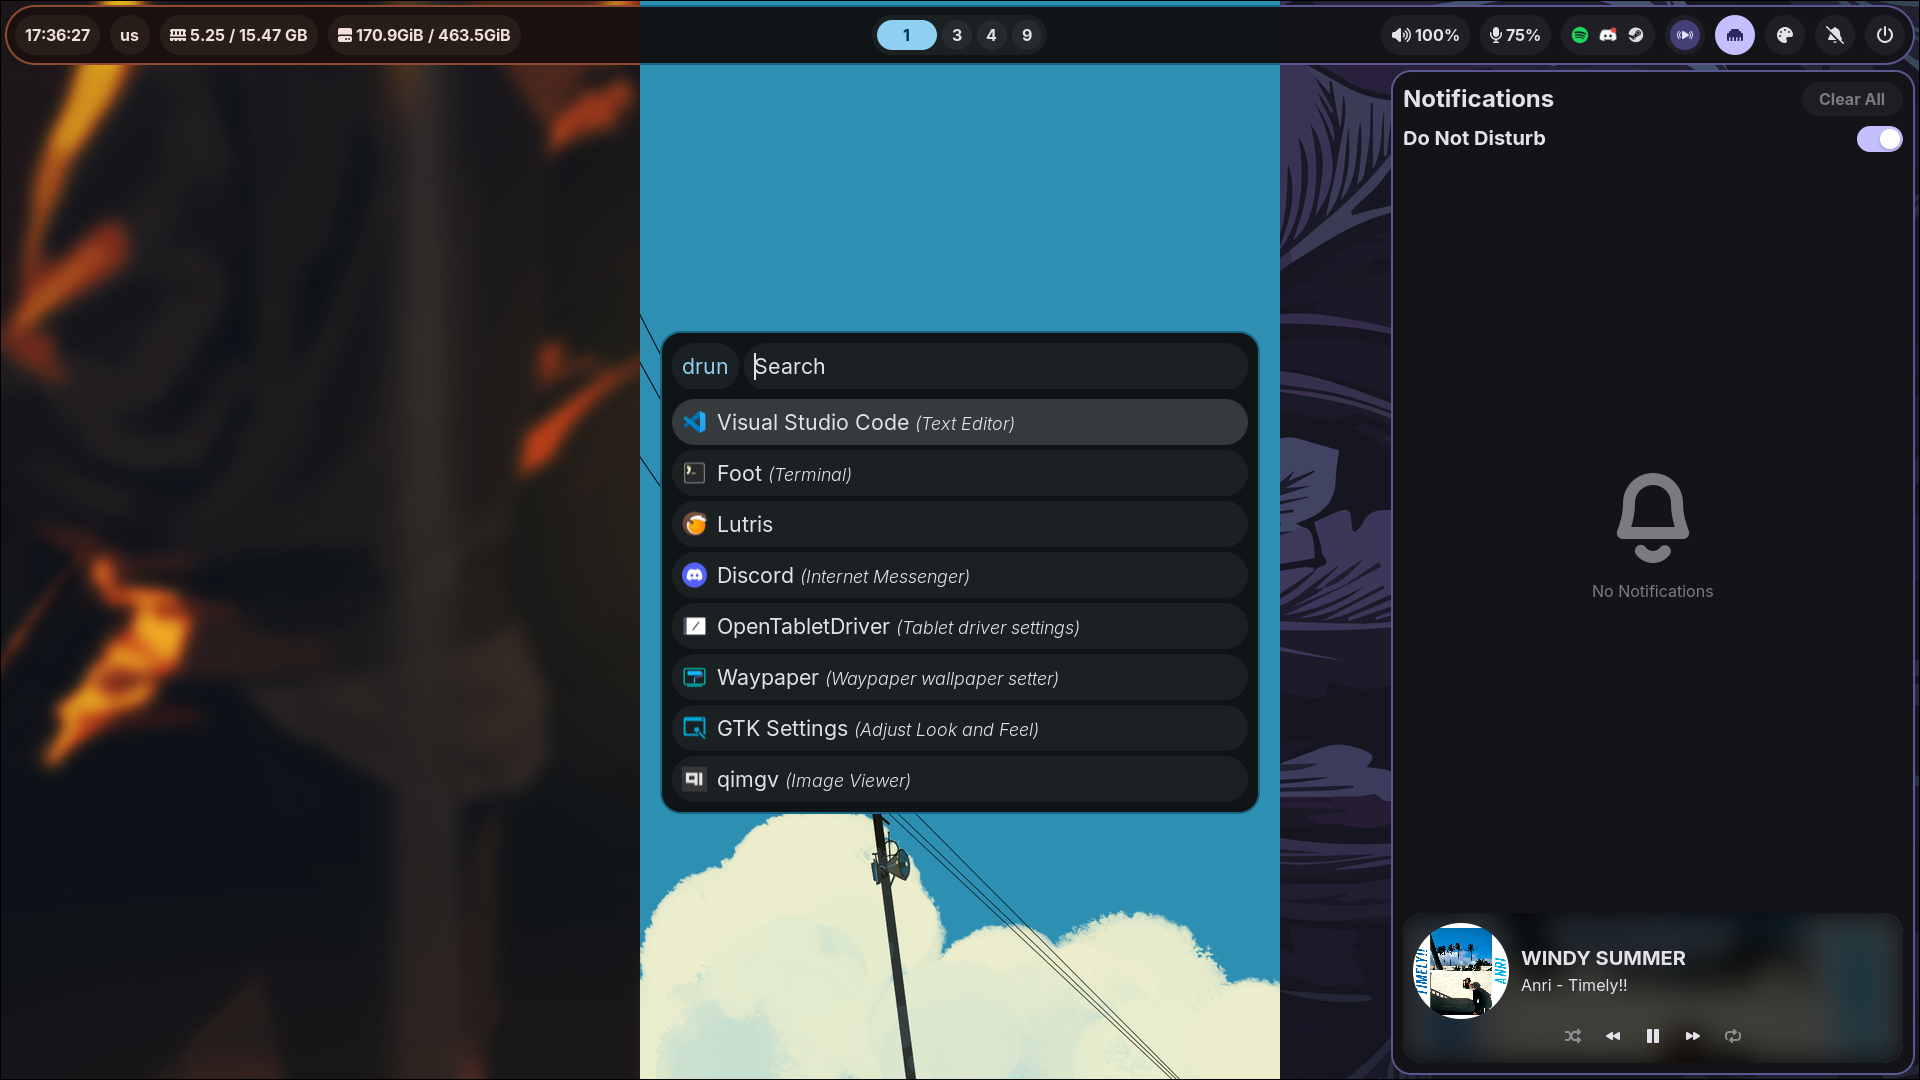 17:36:27 us 5.25 / 15.47 GB 170.9GiB / 463.5GiB 1 3 4 9 100% 75%
Notifications Clear All
Do Not Disturb
drun Search
Visual Studio Code (Text Editor)
Foot (Terminal)
Lutris
Discord (Internet Messenger)
OpenTabletDriver (Tablet driver settings)
Waypaper (Waypaper wallpaper setter)
GTK Settings (Adjust Look and Feel)
qimgv (Image Viewer)
No Notifications
TIMELY!!
ANRI
WINDY SUMMER
Anri - Timely!!